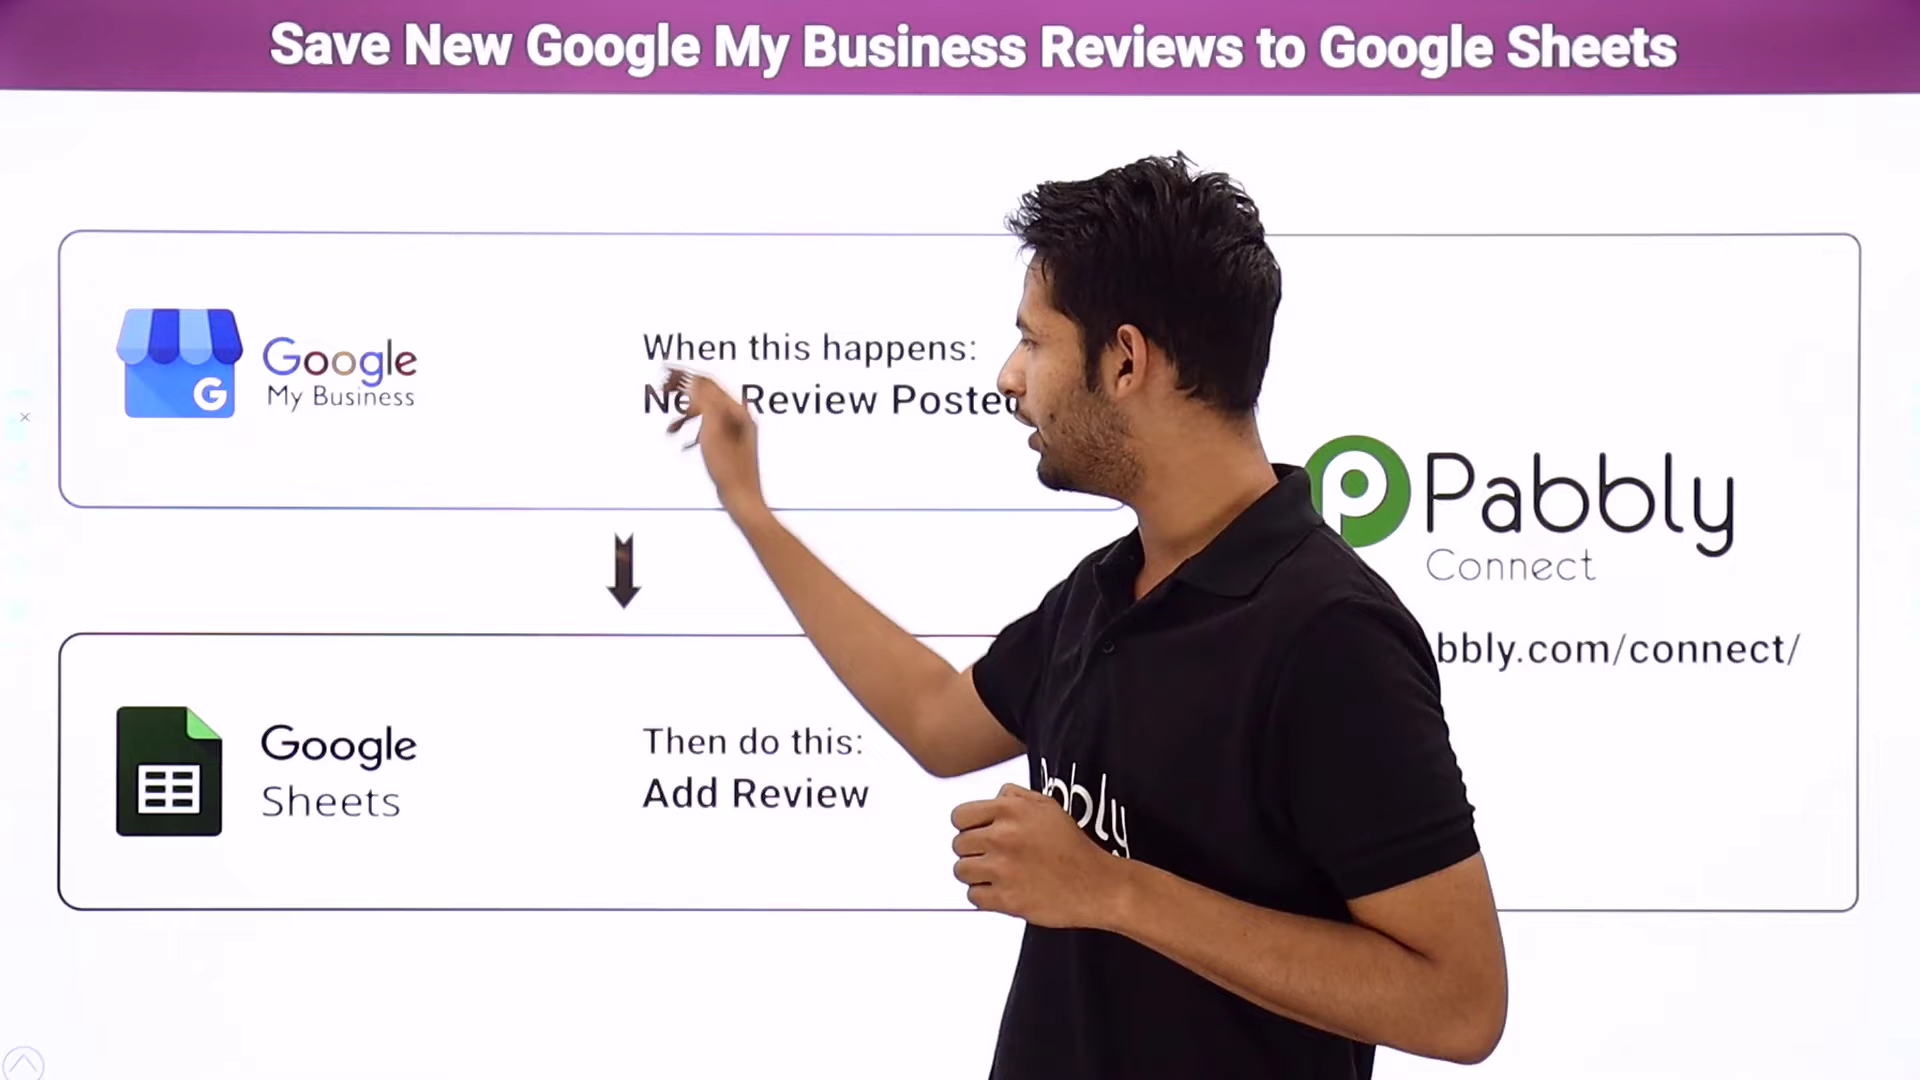 Save New Google My Business Reviews to Google Sheets
Google
My Business
G
When this happens:
Review Posted
Pabbly
Connect
bbly.com/connect/
Google
Sheets
Then do this:
Add Review